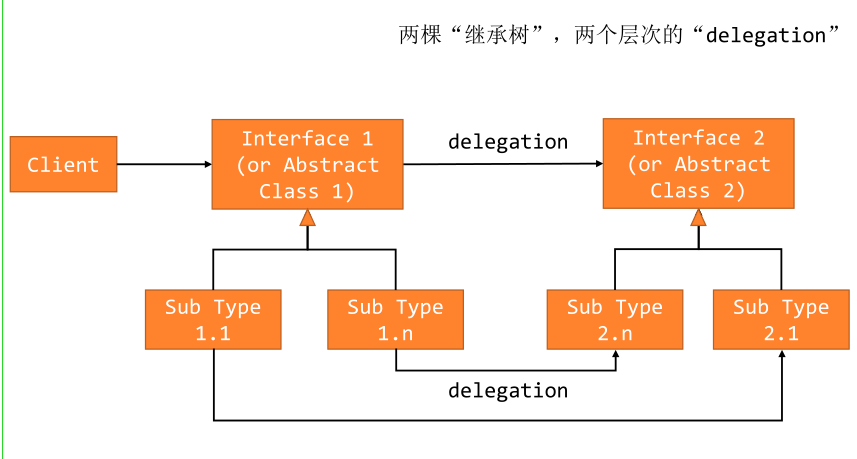 两棵“继承树”，两个层次的“delegation”
Client
Interface 1
(or Abstract
Class 1)
delegation
Interface 2
(or Abstract
Class 2)
Sub Type
1.1
Sub Type
1.n
Sub Type
2.n
Sub Type
2.1
delegation